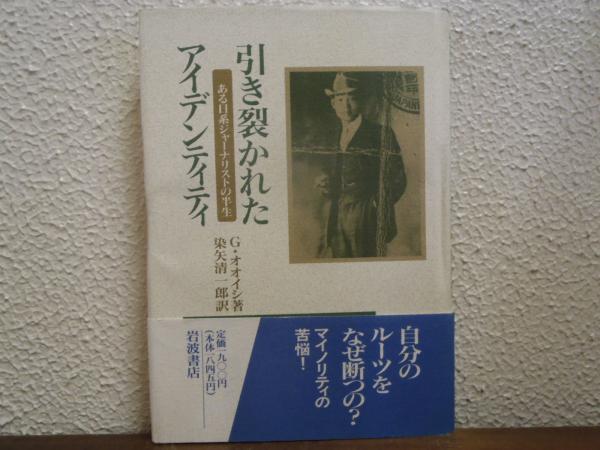 引き裂かれた
アイデンティティ
ある日系ジャーナリストの半生
G・オオイシ著
染矢清一郎訳
自分の
ルーツを
なぜ断つの?
マイノリティの
苦悩!
定価一九〇〇円
(本体一八四五円)
岩波書店